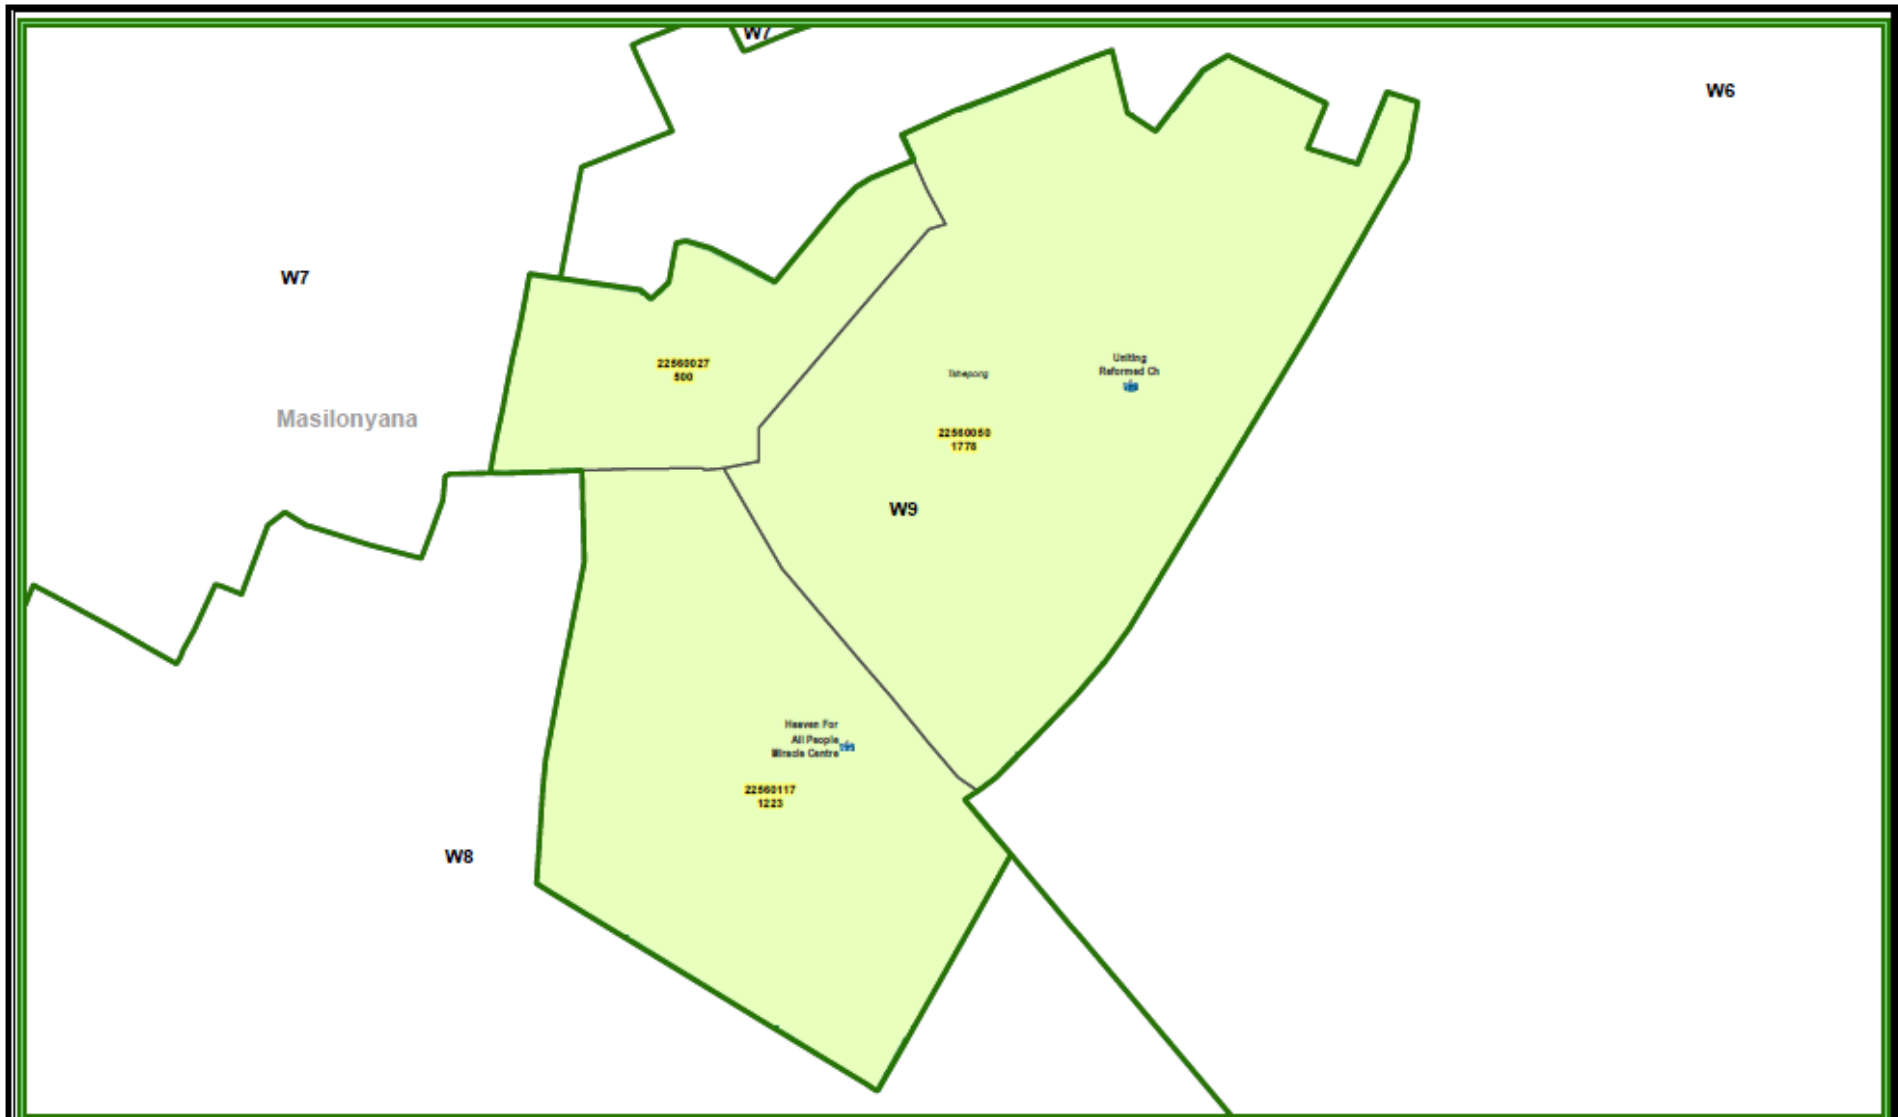 W7
W6
W7
Uniting
Reformed Ch
22560027
500
Tshepong
Masilonyana
22560050
1778
W9
Heaven For
All People
Miracle Centre
22560117
1223
W8